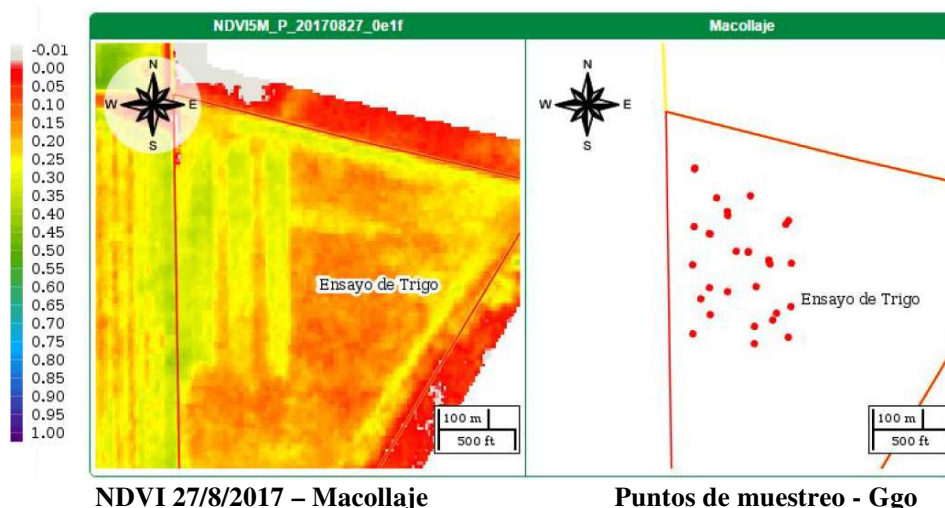 NDVI5M_P_20170827_0e1f
Macollaje
-0.01
0.00
0.05
0.10
0.15
0.20
0.25
0.30
0.35
0.40
0.45
0.50
0.55
0.60
0.65
0.70
0.75
0.80
0.85
0.90
0.95
1.00
N
W E
S
Ensayo de Trigo
100 m
500 ft
N
W E
S
Ensayo de Trigo
100 m
500 ft
NDVI 27/8/2017 – Macollaje
Puntos de muestreo - Ggo